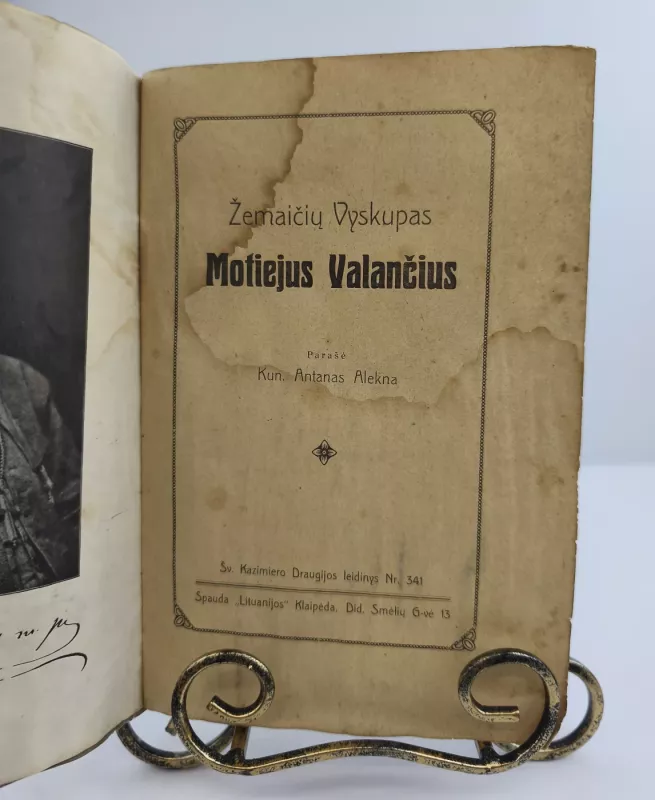 Žemaičių Vyskupas
Motiejus Valančius
Parašė
Kun. Antanas Alekna
Šv. Kazimiero Draugijos leidinys Nr. 341
Spauda „Lituanijos" Klaipėda, Did. Smėlių G-vė 13